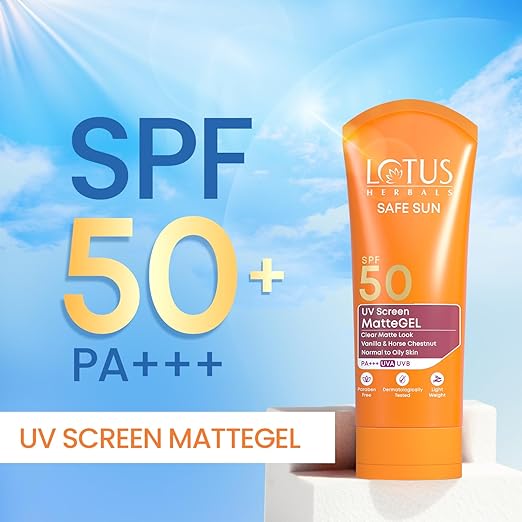 SPF
50+
PA+++
UV SCREEN MATTEGEL
LOTUS
HERBALS
SAFE SUN
SPF
50
UV Screen
MatteGEL
Clear Matte Look
Vanilla & Horse Chestnut
Normal to Oily Skin
PA+++ UVA UVB
Paraben Free
Dermatologically Tested
Light Weight